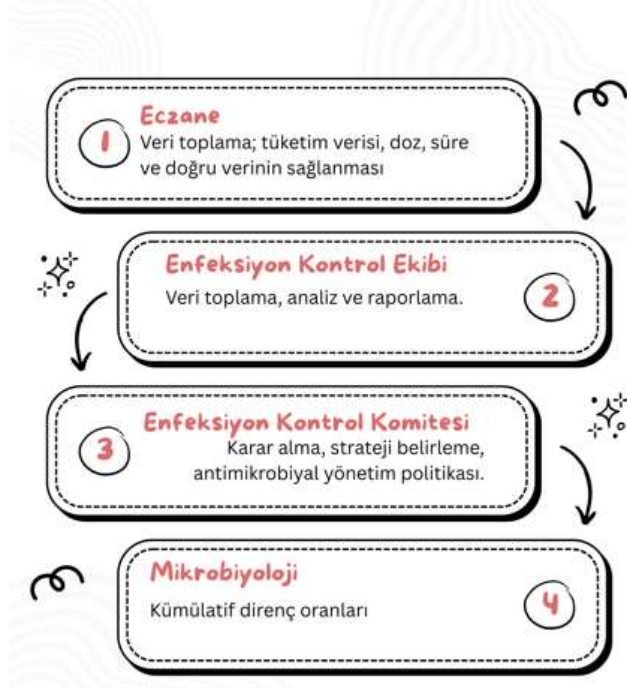 Eczane
1
Veri toplama; tüketim verisi, doz, süre
ve doğru verinin sağlanması
Enfeksiyon Kontrol Ekibi
Veri toplama, analiz ve raporlama.
2
Enfeksiyon Kontrol Komitesi
3
Karar alma, strateji belirleme,
antimikrobiyal yönetim politikası.
Mikrobiyoloji
Kümülatif direnç oranları
4